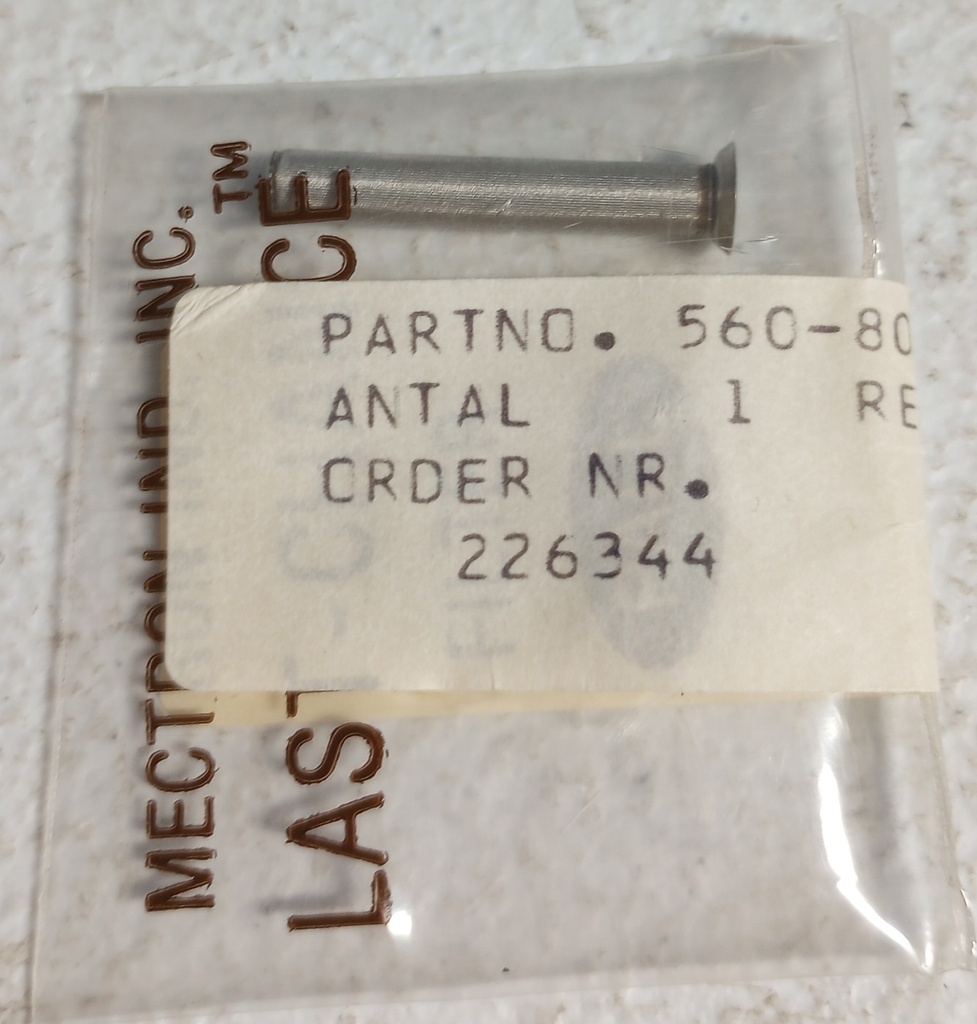 PARTNO. 560-80
ANTAL 1 RE
ORDER NR.
226344
MECTRON IND. INC.
™